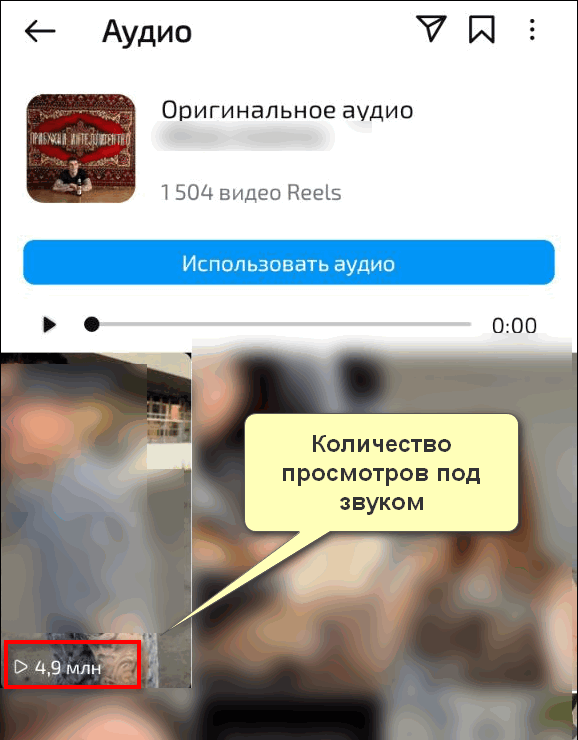 Аудио
Оригинальное аудио
1 504 видео Reels
Использовать аудио
0:00
Количество
просмотров под
звуком
4,9 млн